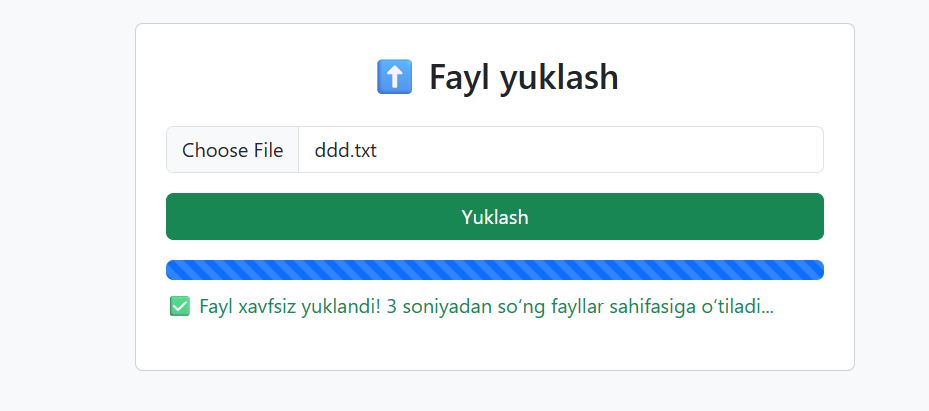 ⬆️ Fayl yuklash
Choose File ddd.txt
Yuklash
✅ Fayl xavfsiz yuklandi! 3 soniyadan so‘ng fayllar sahifasiga o‘tiladi...